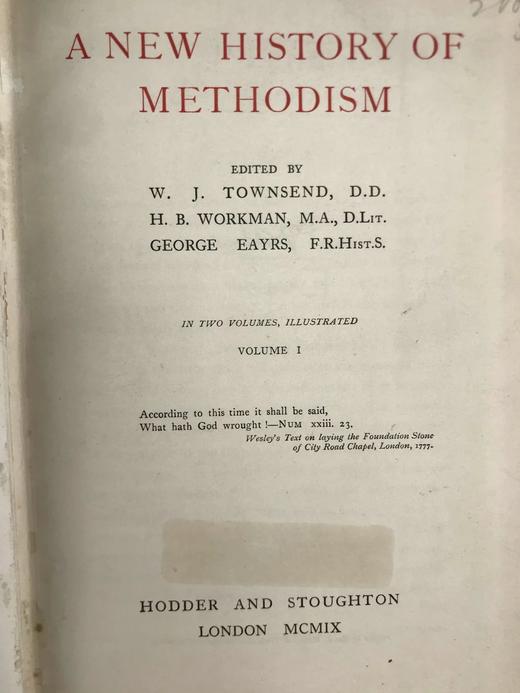 A NEW HISTORY OF
METHODISM
EDITED BY
W. J. TOWNSEND, D.D.
H. B. WORKMAN, M.A., D.Lit.
GEORGE EAYRS, F.R.Hist.S.
IN TWO VOLUMES, ILLUSTRATED
VOLUME I
According to this time it shall be said,
What hath God wrought!—Num xxiii. 23.
Wesley's Text on laying the Foundation Stone
of City Road Chapel, London, 1777.
HODDER AND STOUGHTON
LONDON MCMIX